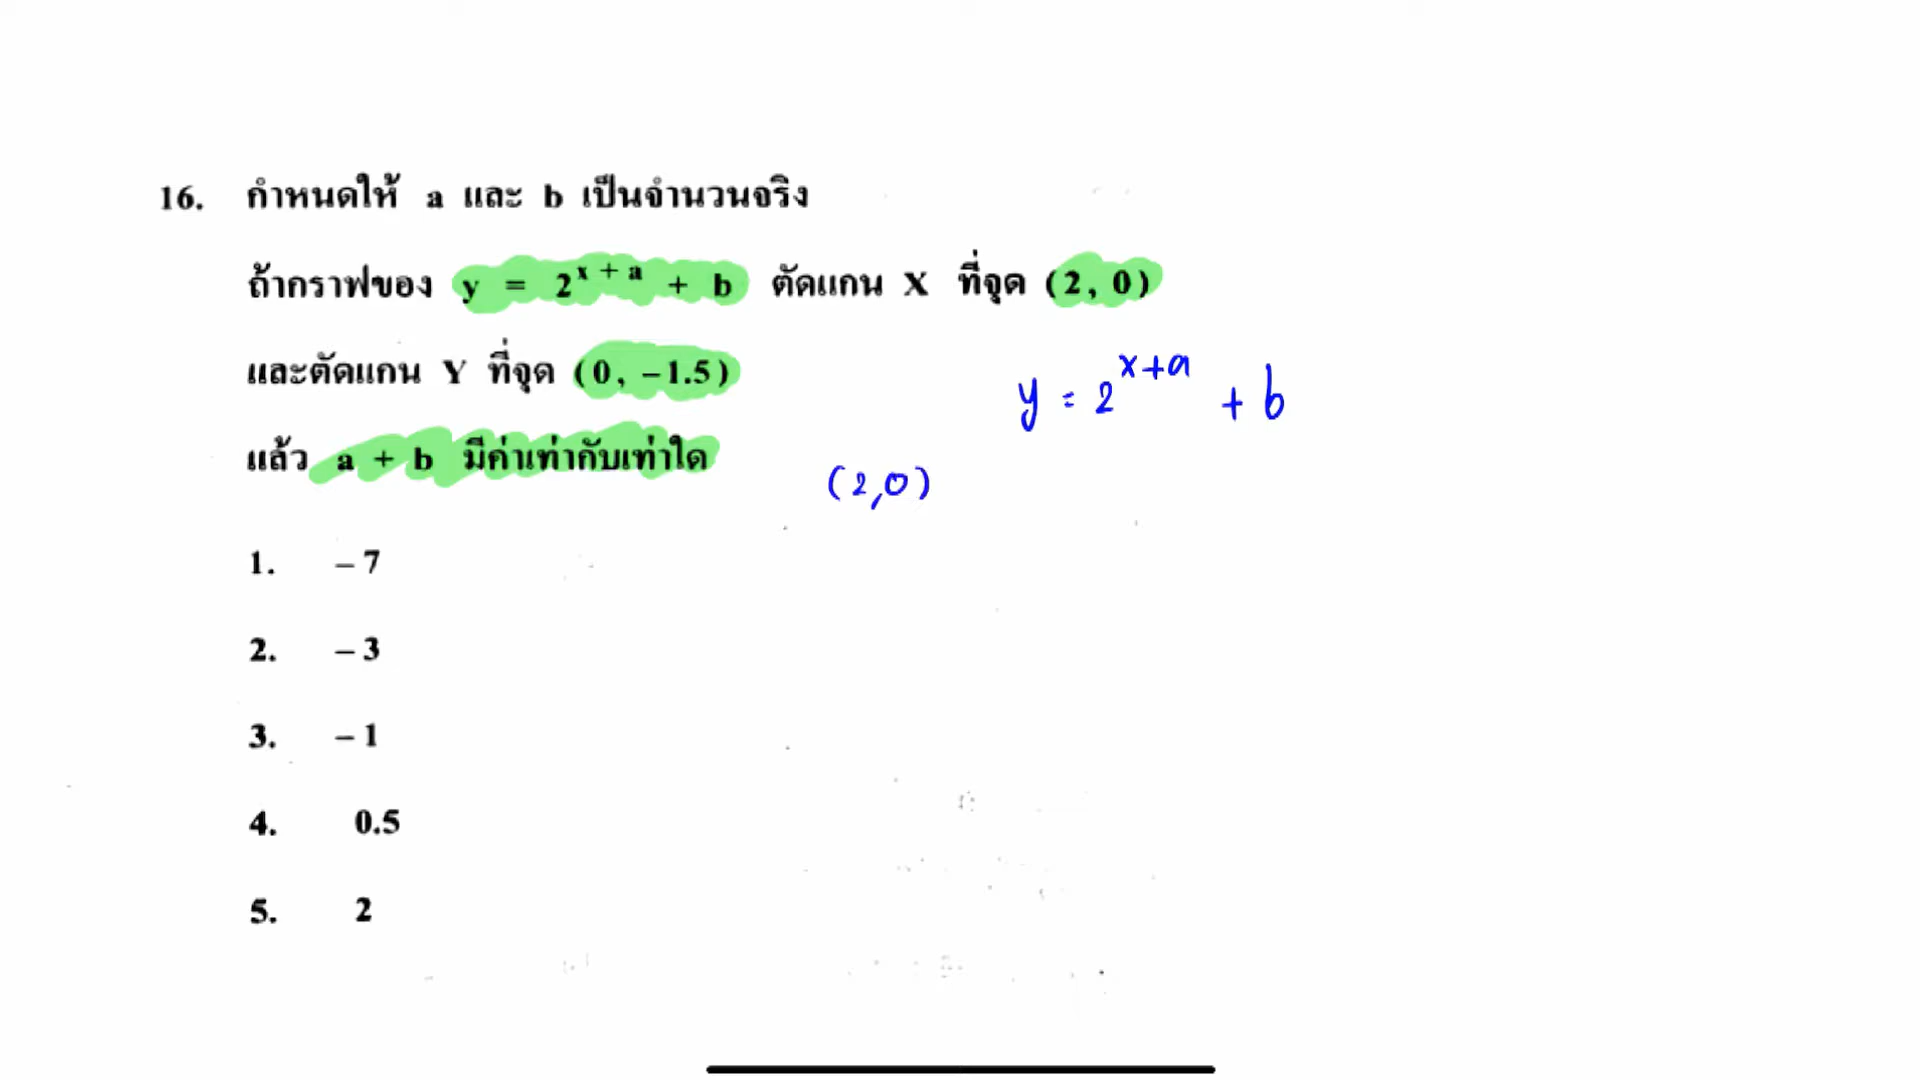 16. กำหนดให้ a และ b เป็นจำนวนจริง
ถ้ากราฟของ y = 2^{x + a} + b ตัดแกน X ที่จุด (2, 0)
และตัดแกน Y ที่จุด (0, –1.5)
y = 2^{x+a} + b
แล้ว a + b มีค่าเท่ากับเท่าใด
(2,0)
1. – 7
2. – 3
3. – 1
4. 0.5
5. 2